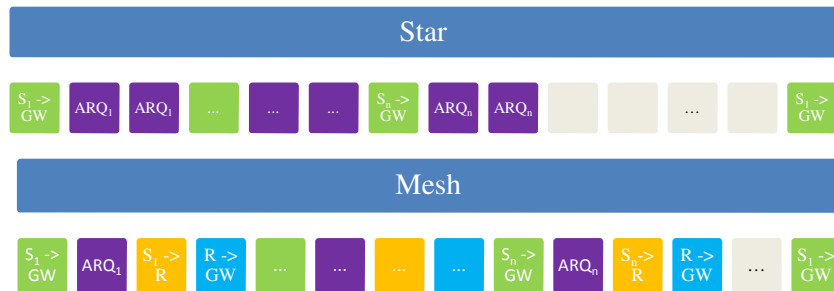 Star
S₁ -> GW ARQ₁ ARQ₁ ... ... ... Sₙ -> GW ARQₙ ARQₙ ... S₁ -> GW
Mesh
S₁ -> GW ARQ₁ S₁ -> R R -> GW ... ... ... ... Sₙ -> GW ARQₙ Sₙ-> R R -> GW ... S₁ -> GW